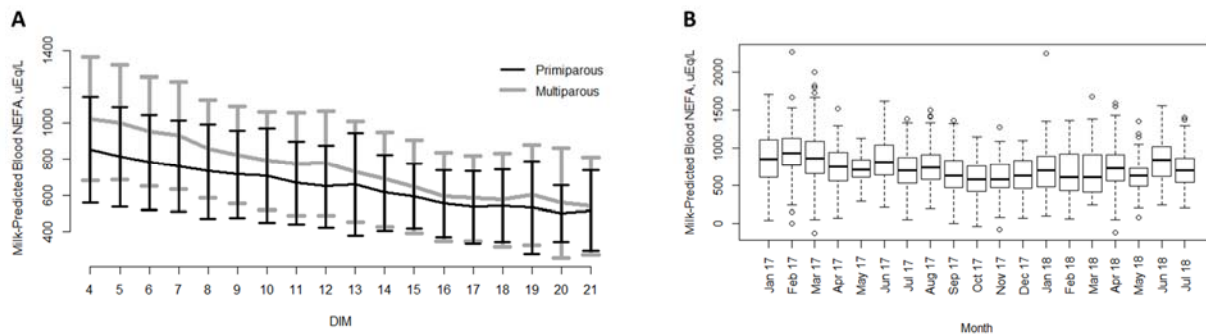 A
Milk-Predicted Blood NEFA, uEq/L
1400
1000
800
600
400
Primiparous
Multiparous
4 5 6 7 8 9 10 11 12 13 14 15 16 17 18 19 20 21
DIM
B
Milk-Predicted Blood NEFA, uEq/L
2000
1500
1000
500
0
Jan 17
Feb 17
Mar 17
Apr 17
May 17
Jun 17
Jul 17
Aug 17
Sep 17
Oct 17
Nov 17
Dec 17
Jan 18
Feb 18
Mar 18
Apr 18
May 18
Jun 18
Jul 18
Month